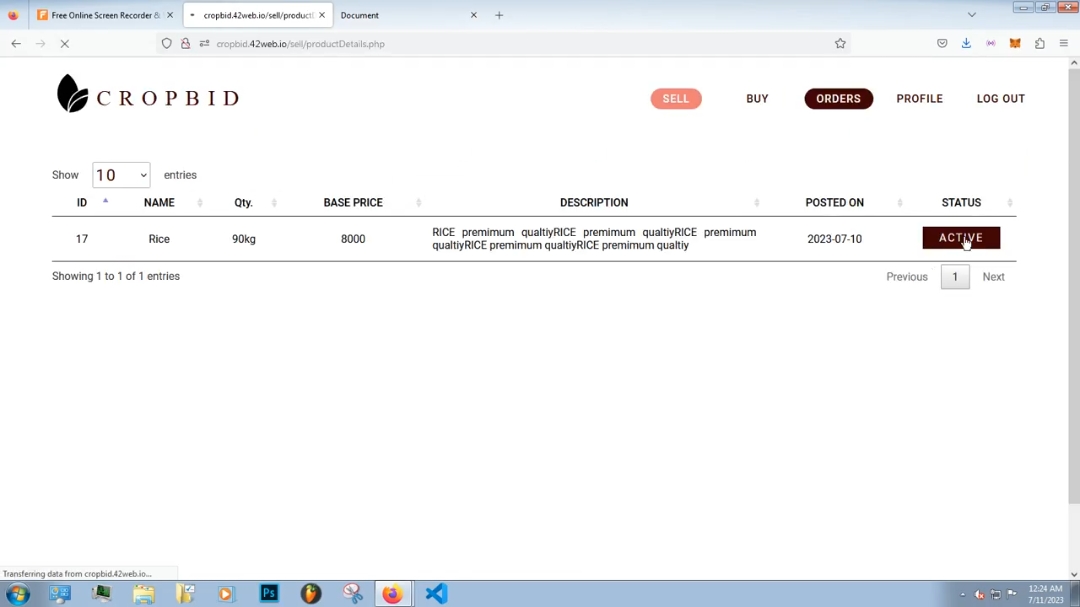 Free Online Screen Recorder &
cropbid.42web.io/sell/product
Document
cropbid.42web.io/sell/productDetails.php
CROPBID
SELL
BUY
ORDERS
PROFILE
LOG OUT
Show 10 entries
ID NAME Qty. BASE PRICE DESCRIPTION POSTED ON STATUS
17 Rice 90kg 8000 RICE premimum qualtiyRICE premimum qualtiyRICE premimum 2023-07-10 ACTIVE
qualtiyRICE premimum qualtiyRICE premimum qualtiy
Showing 1 to 1 of 1 entries
Previous 1 Next
Transferring data from cropbid.42web.io...
Ps
12:24 AM
7/11/2023